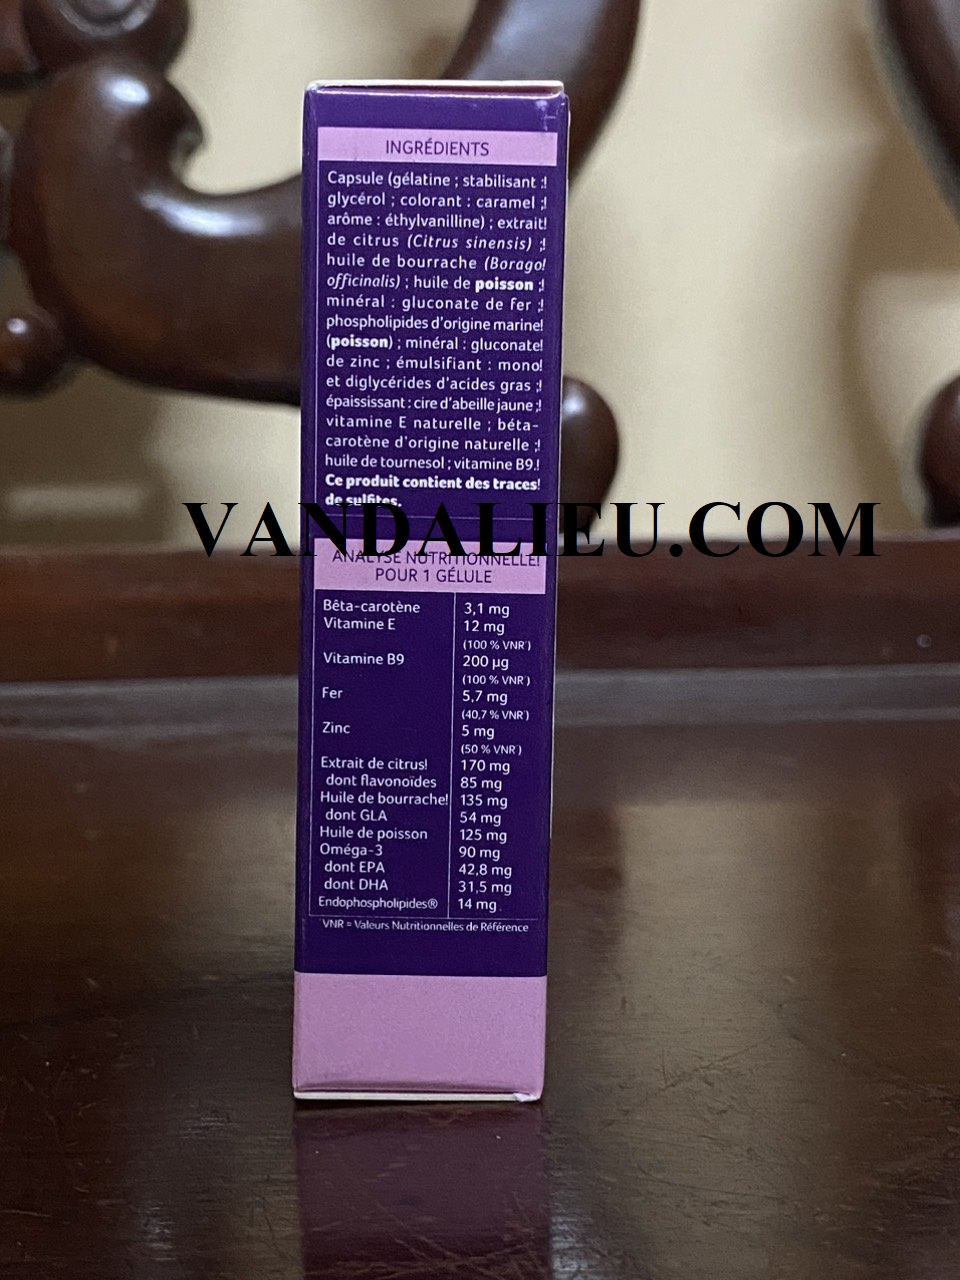 INGRÉDIENTS
Capsule (gélatine ; stabilisant :!
glycérol ; colorant : caramel ;!
arôme : éthylvanilline) ; extrait!
de citrus (Citrus sinensis) ;!
huile de bourrache (Borago!
officinalis) ; huile de poisson ;!
minéral : gluconate de fer ;!
phospholipides d'origine marine!
(poisson) ; minéral : gluconate!
de zinc ; émulsifiant : mono!
et diglycérides d'acides gras ;!
épaississant : cire d'abeille jaune ;!
vitamine E naturelle ; béta-
carotène d'origine naturelle ;!
huile de tournesol ; vitamine B9.!
Ce produit contient des traces!
de sulfites.
VANDALIEU.COM
ANALYSE NUTRITIONNELLE!
POUR 1 GÉLULE
Bêta-carotène 3,1 mg
Vitamine E 12 mg
(100 % VNR*)
Vitamine B9 200 µg
(100 % VNR*)
Fer 5,7 mg
(40,7 % VNR*)
Zinc 5 mg
(50 % VNR*)
Extrait de citrus! 170 mg
dont flavonoïdes 85 mg
Huile de bourrache! 135 mg
dont GLA 54 mg
Huile de poisson 125 mg
Oméga-3 90 mg
dont EPA 42,8 mg
dont DHA 31,5 mg
Endophospholipides® 14 mg
*VNR = Valeurs Nutritionnelles de Référence